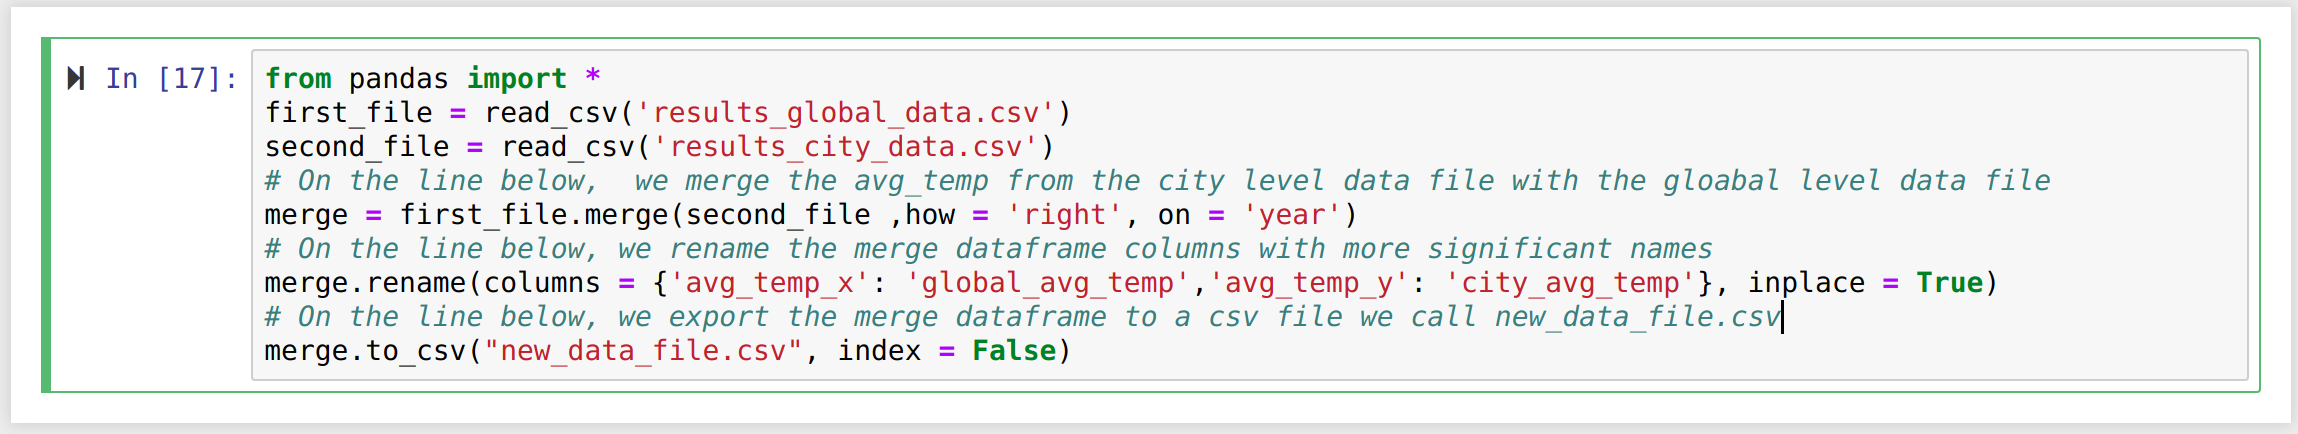 In [17]: from pandas import *
first_file = read_csv('results_global_data.csv')
second_file = read_csv('results_city_data.csv')
# On the line below,  we merge the avg_temp from the city level data file with the gloabal level data file
merge = first_file.merge(second_file ,how = 'right', on = 'year')
# On the line below, we rename the merge dataframe columns with more significant names
merge.rename(columns = {'avg_temp_x': 'global_avg_temp','avg_temp_y': 'city_avg_temp'}, inplace = True)
# On the line below, we export the merge dataframe to a csv file we call new_data_file.csv
merge.to_csv("new_data_file.csv", index = False)